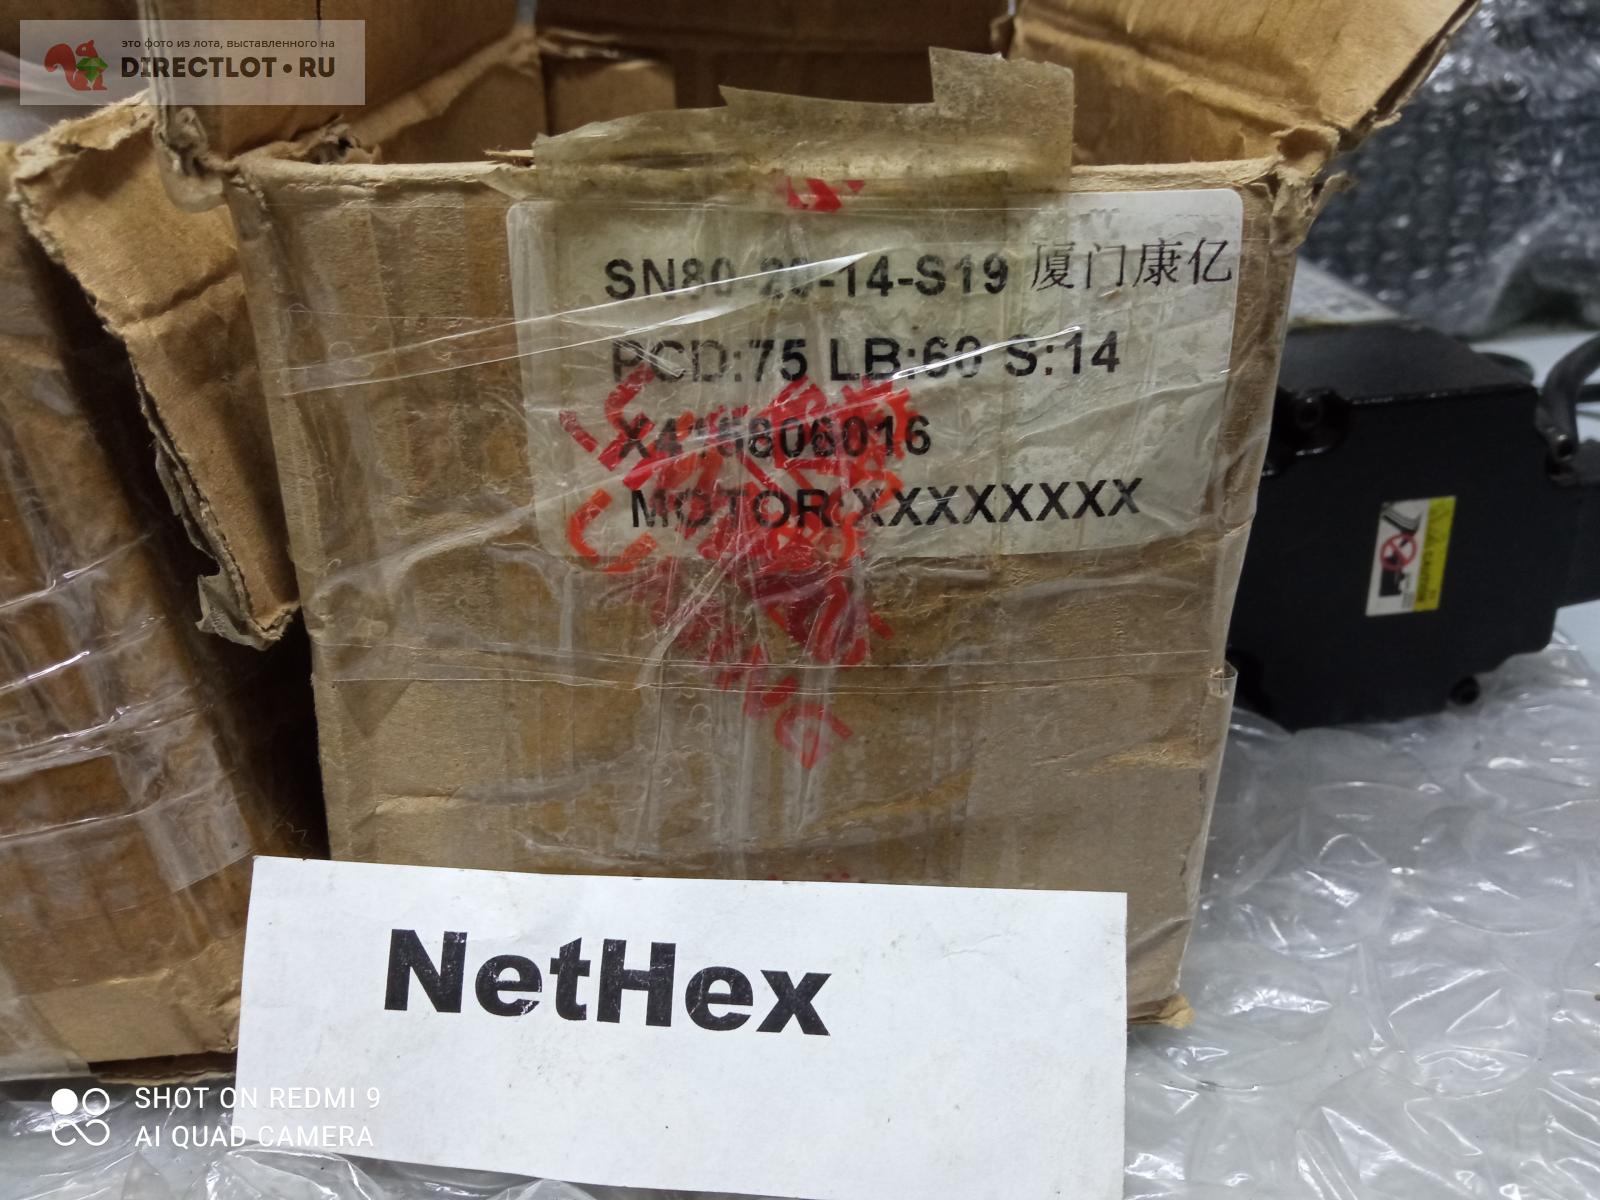 это фото из лота, выставленного на
DIRECTLOT•RU
SN80-20-14-S19 厦门康亿
PCD:75 LB:60 S:14
X415806016
MOTOR:XXXXXXXX
NetHex
SHOT ON REDMI 9
AI QUAD CAMERA